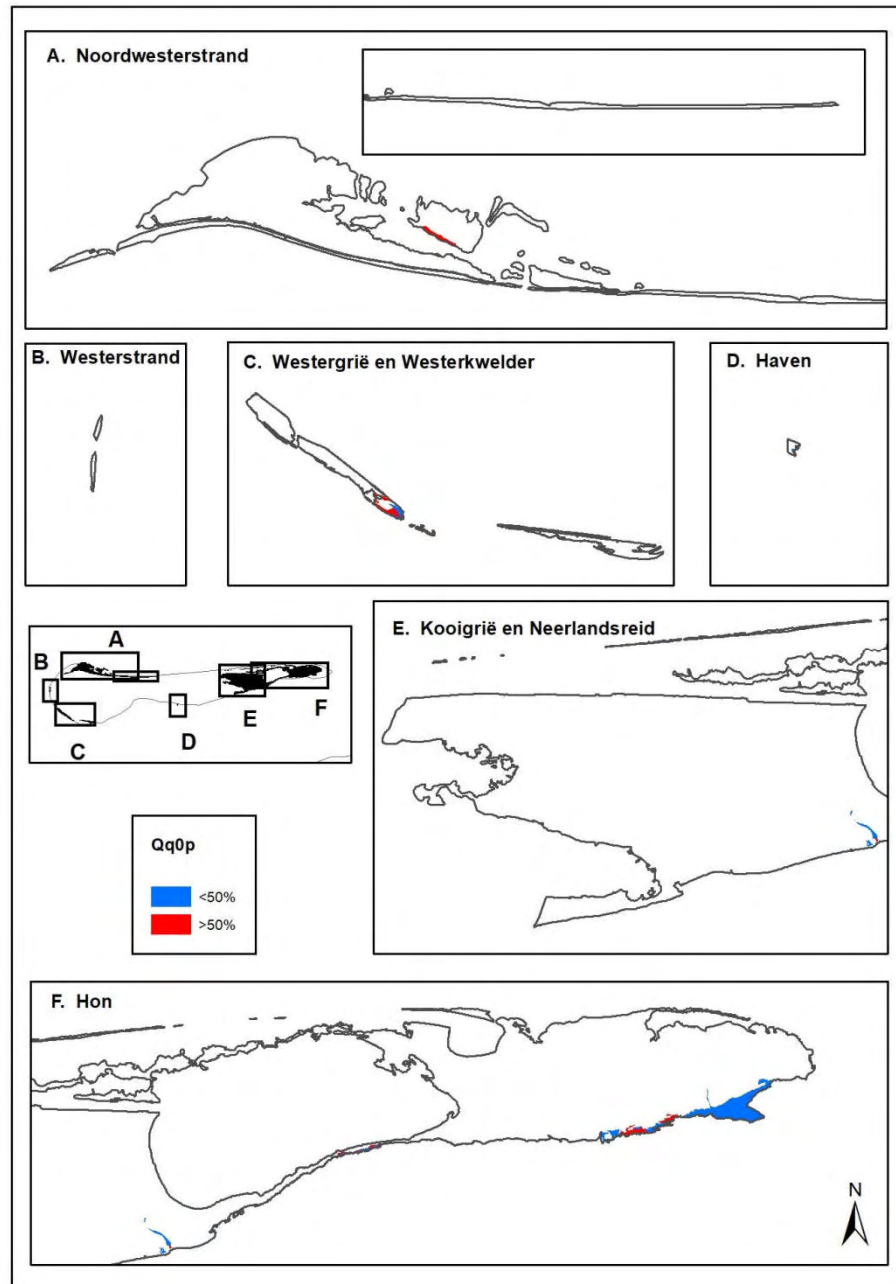 A. Noordwesterstrand
B. Westerstrand
C. Westergrië en Westerkwelder
D. Haven
A
B
C
D
E
F
E. Kooigrië en Neerlandsreid
Qq0p
<50%
>50%
F. Hon
N